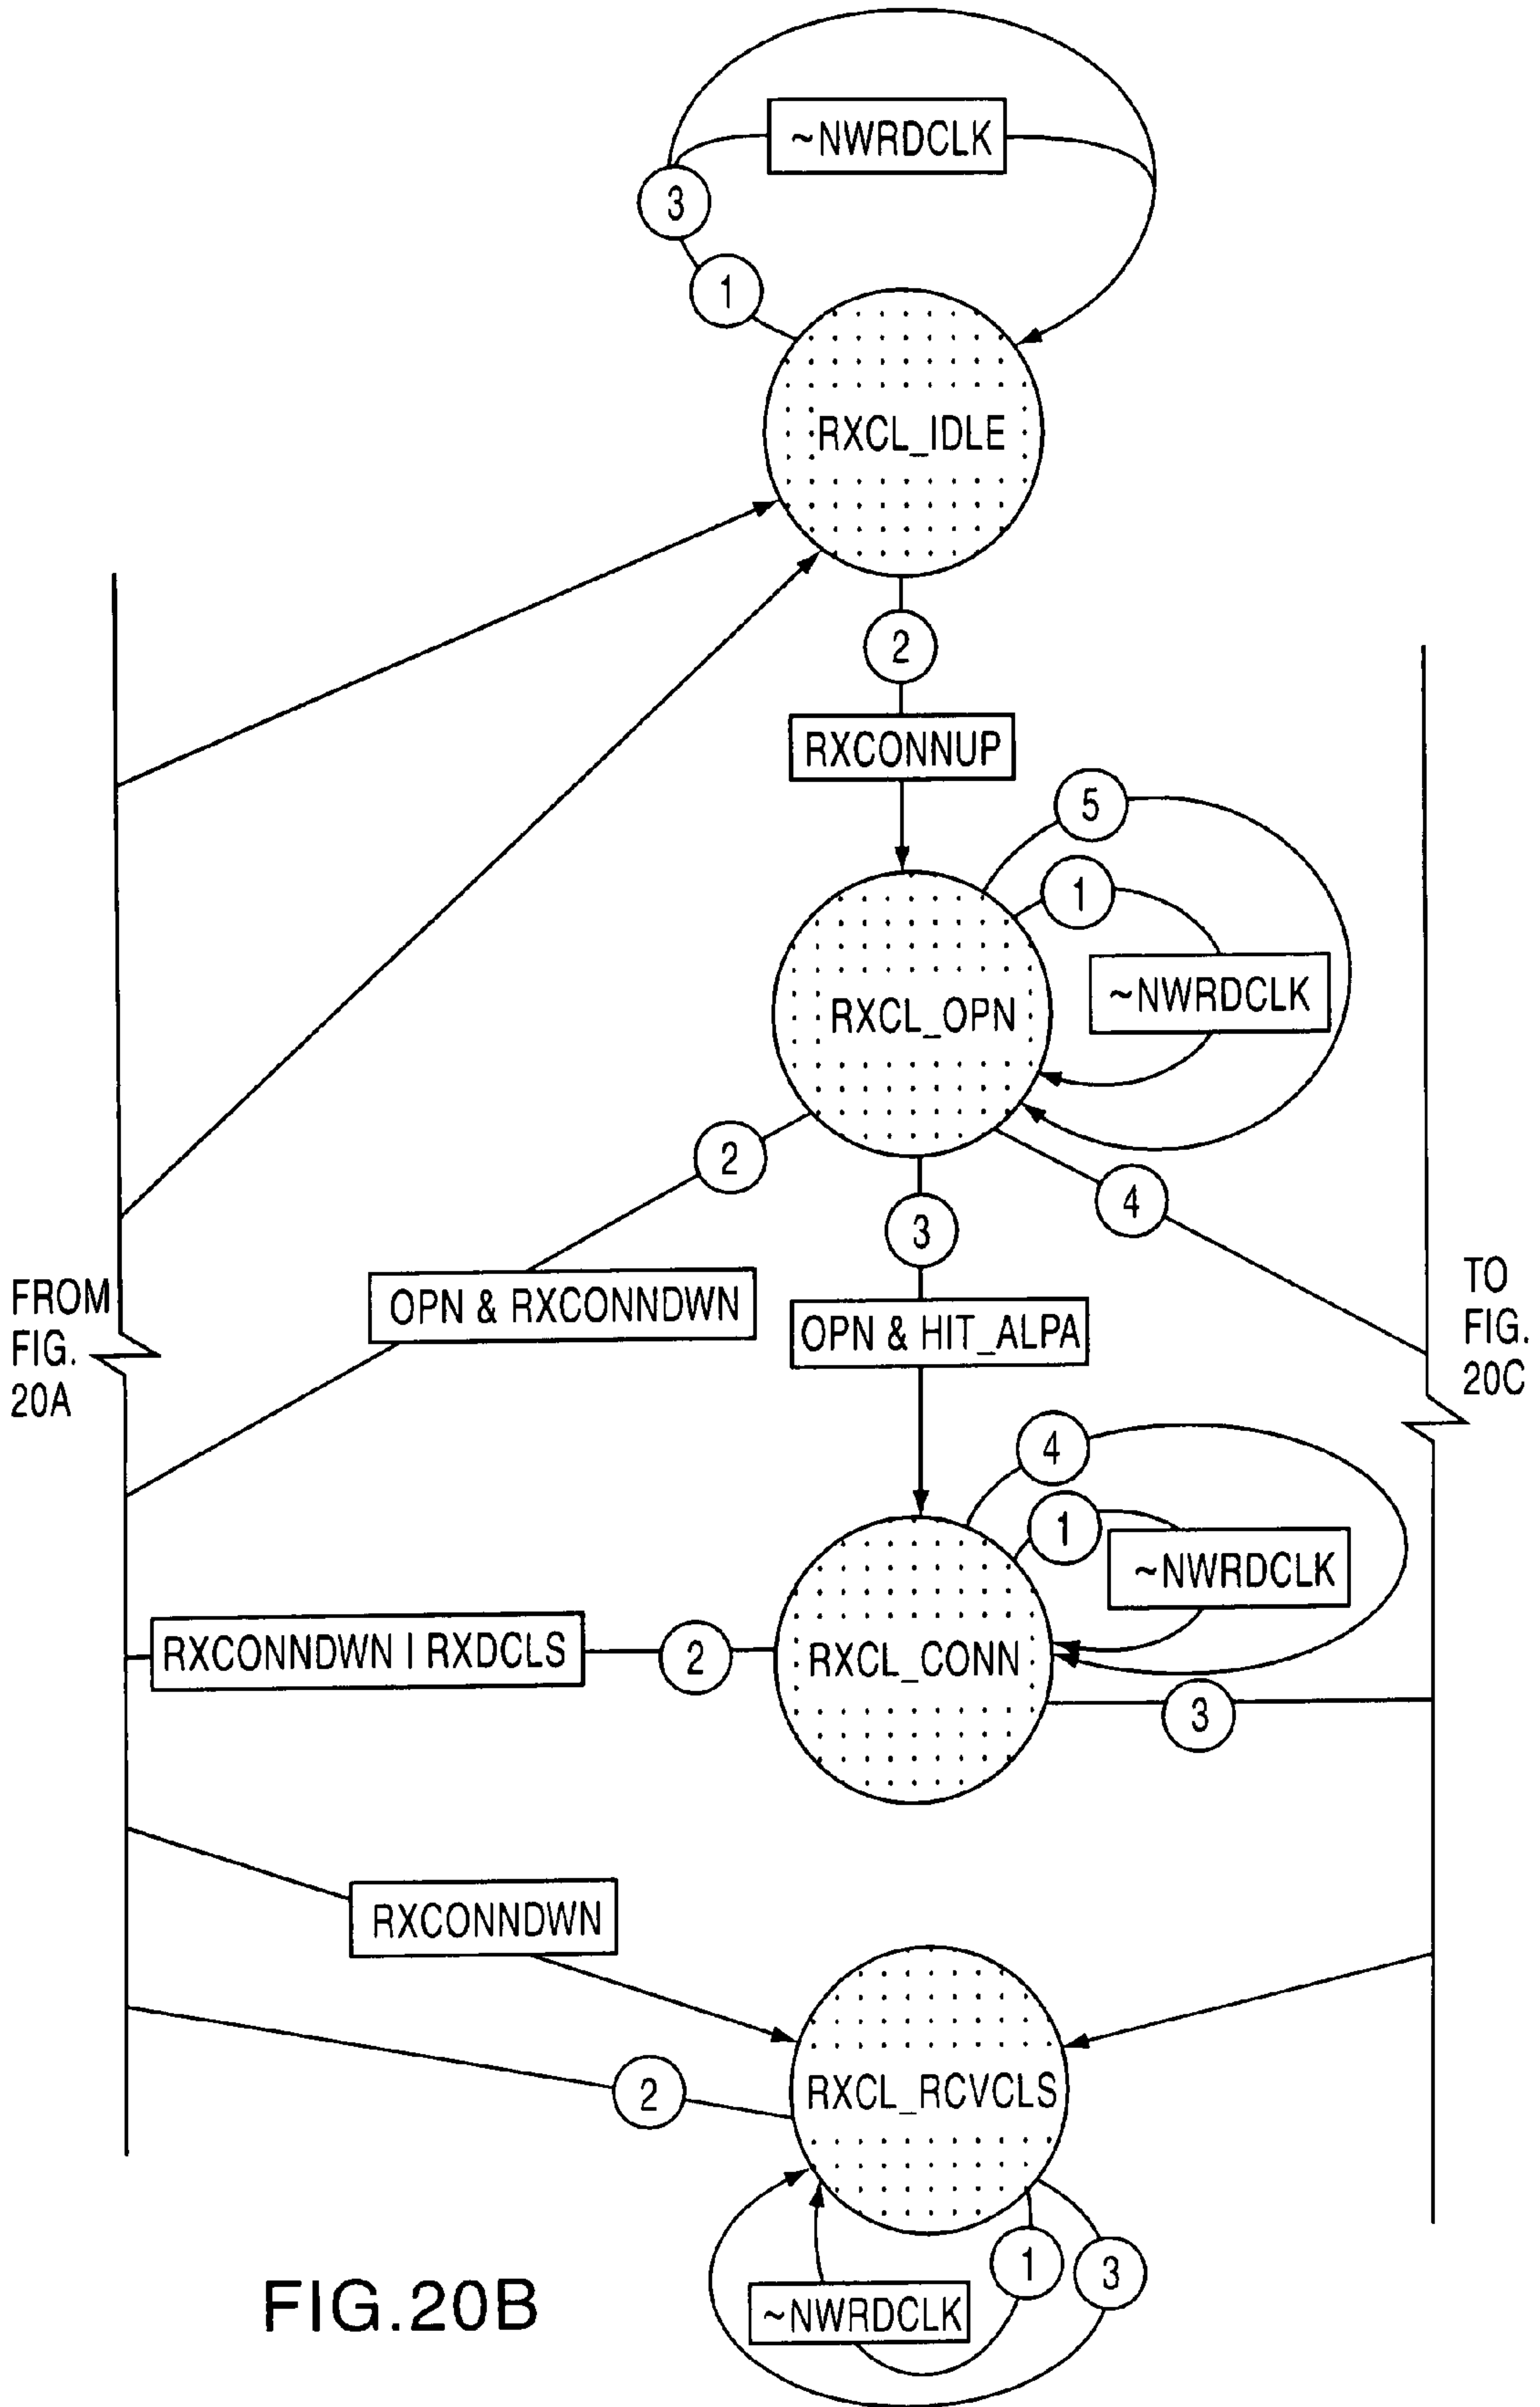 ~NWRDCLK
3
1
RXCL_IDLE
2
RXCONNUP
5
1
~NWRDCLK
RXCL_OPN
2
4
3
OPN & RXCONNDWN
OPN & HIT_ALPA
FROM
FIG.
20A
TO
FIG.
20C
4
1
~NWRDCLK
RXCONNDWN | RXDCLS
2
RXCL_CONN
3
RXCONNDWN
RXCL_RCVCLS
2
1
3
~NWRDCLK
FIG.20B